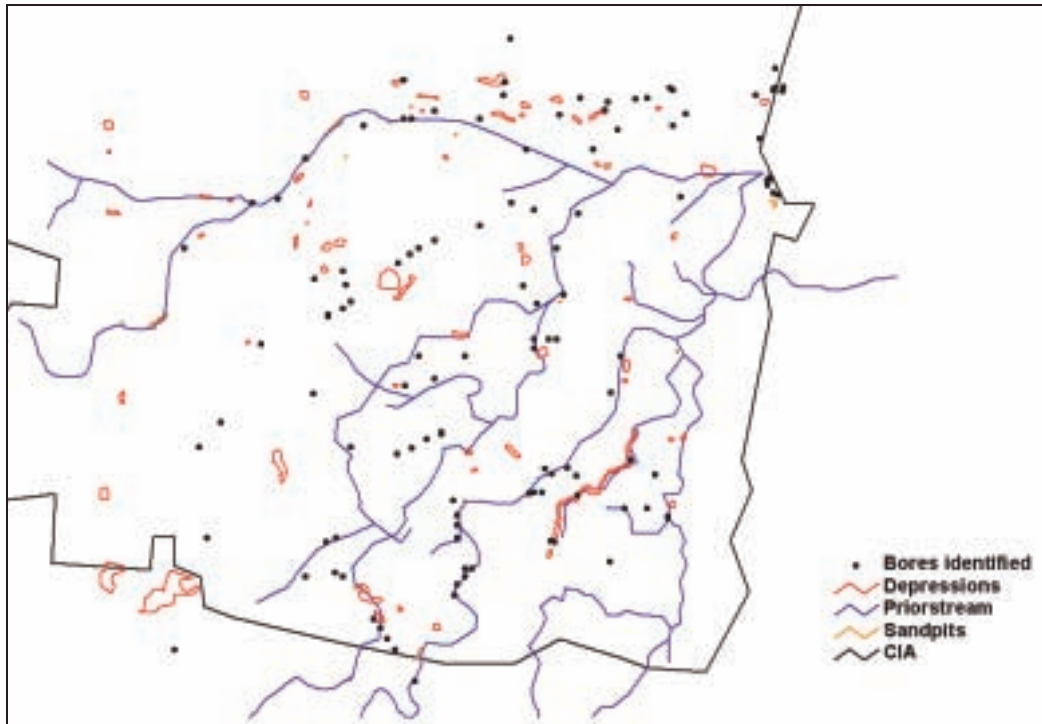 Bores identified
Depressions
Priorstream
Sandpits
CIA